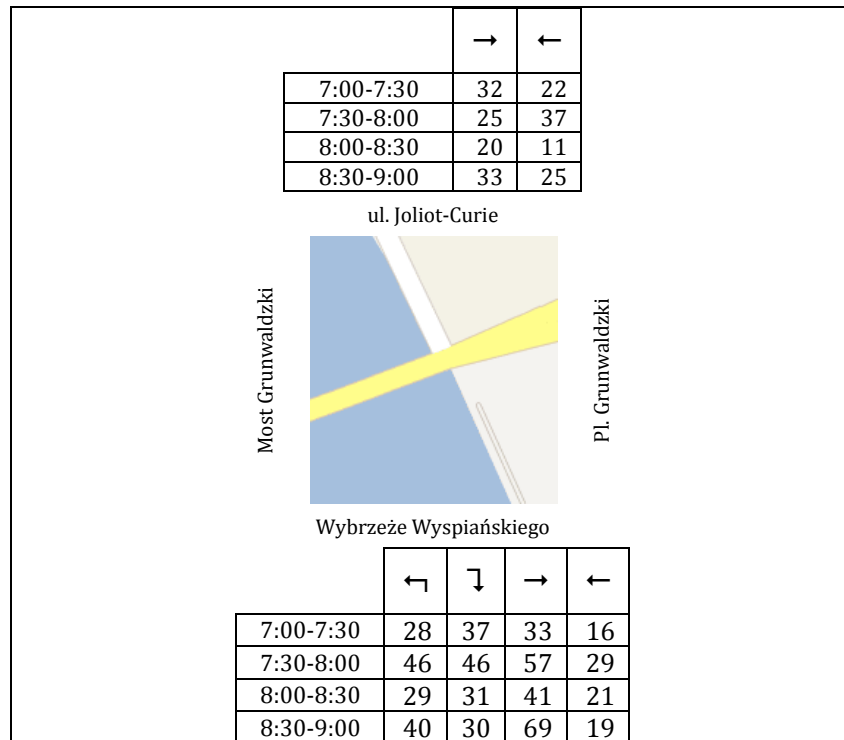 → ←
7:00-7:30 32 22
7:30-8:00 25 37
8:00-8:30 20 11
8:30-9:00 33 25
ul. Joliot-Curie
Most Grunwaldzki
Pl. Grunwaldzki
Wybrzeże Wyspiańskiego
↰ ↴ → ←
7:00-7:30 28 37 33 16
7:30-8:00 46 46 57 29
8:00-8:30 29 31 41 21
8:30-9:00 40 30 69 19